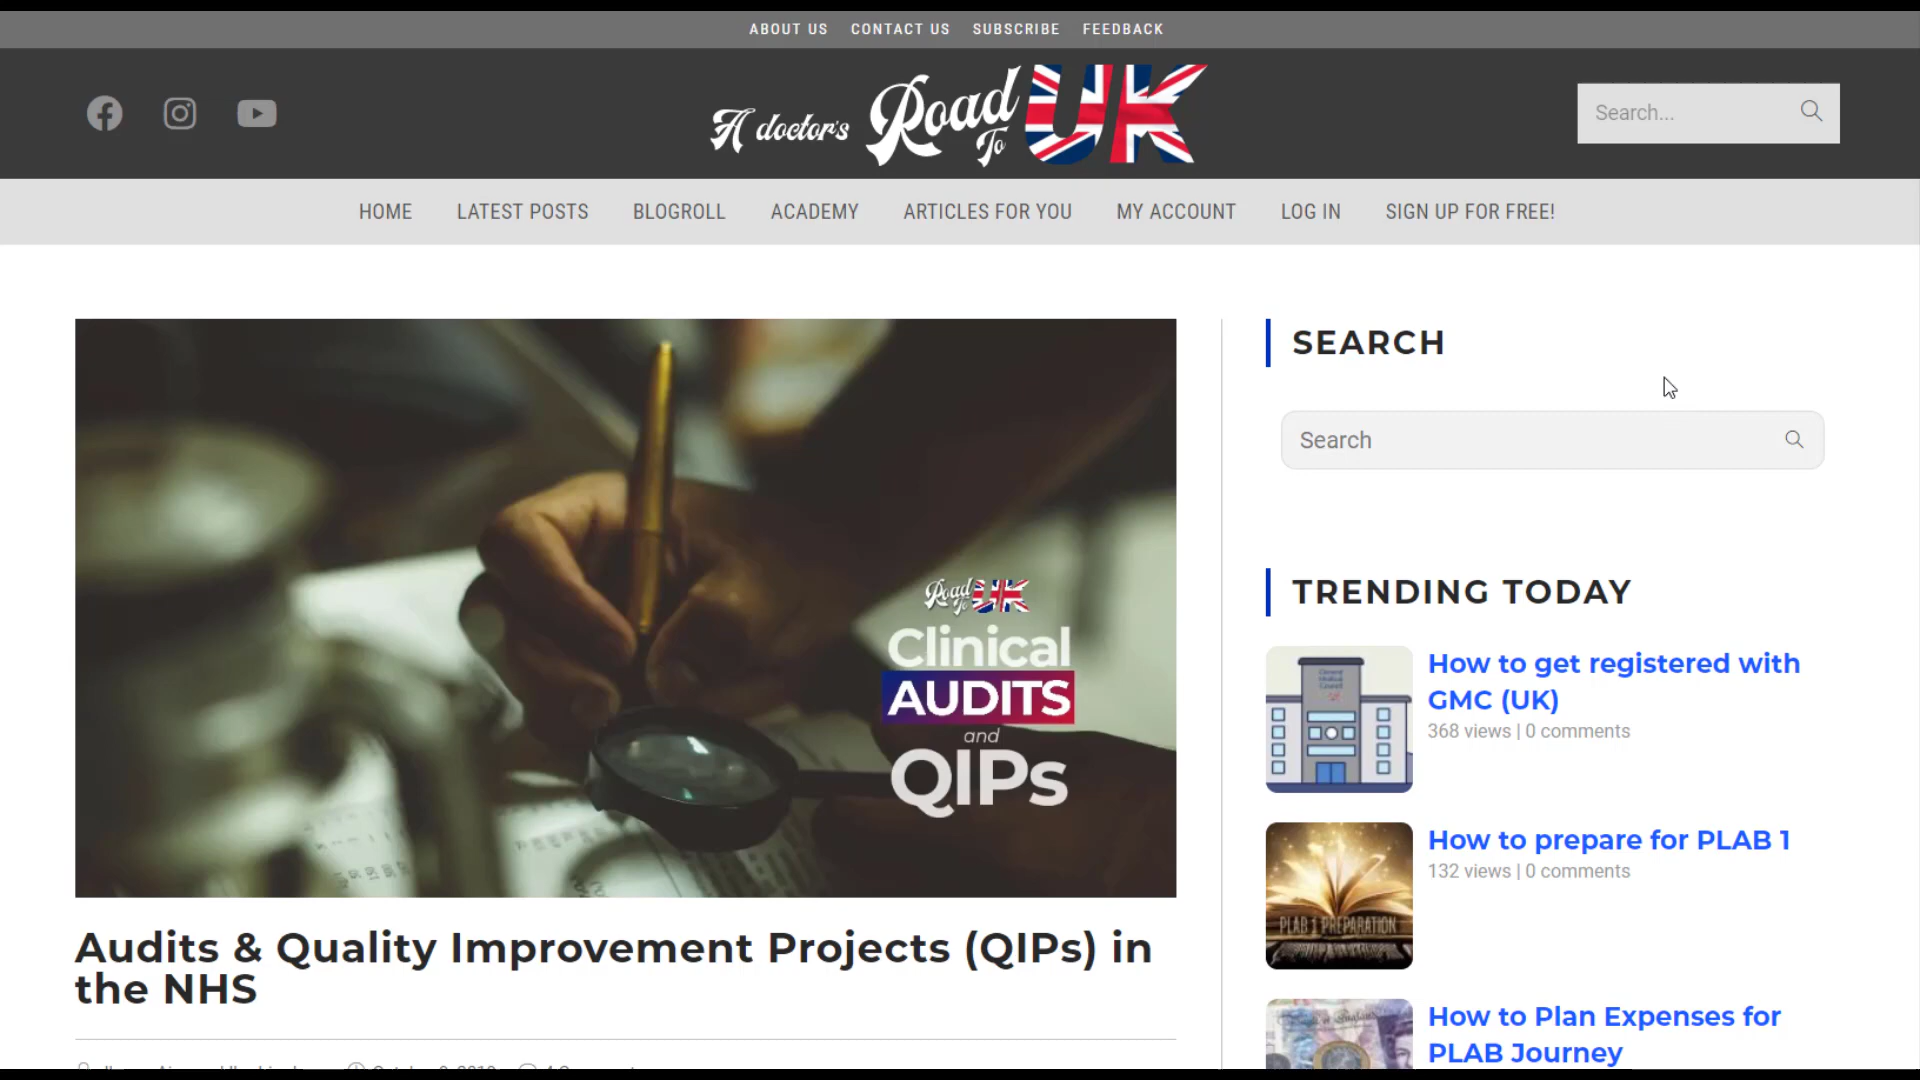 ABOUT US CONTACT US SUBSCRIBE FEEDBACK
A doctor's Road To UK
Search...
HOME LATEST POSTS BLOGROLL ACADEMY ARTICLES FOR YOU MY ACCOUNT LOG IN SIGN UP FOR FREE!
Road To UK
Clinical
AUDITS
and
QIPs
Audits & Quality Improvement Projects (QIPs) in
the NHS
SEARCH
Search
TRENDING TODAY
How to get registered with
GMC (UK)
368 views | 0 comments
PLAB 1 PREPARATION
How to prepare for PLAB 1
132 views | 0 comments
How to Plan Expenses for
PLAB Journey